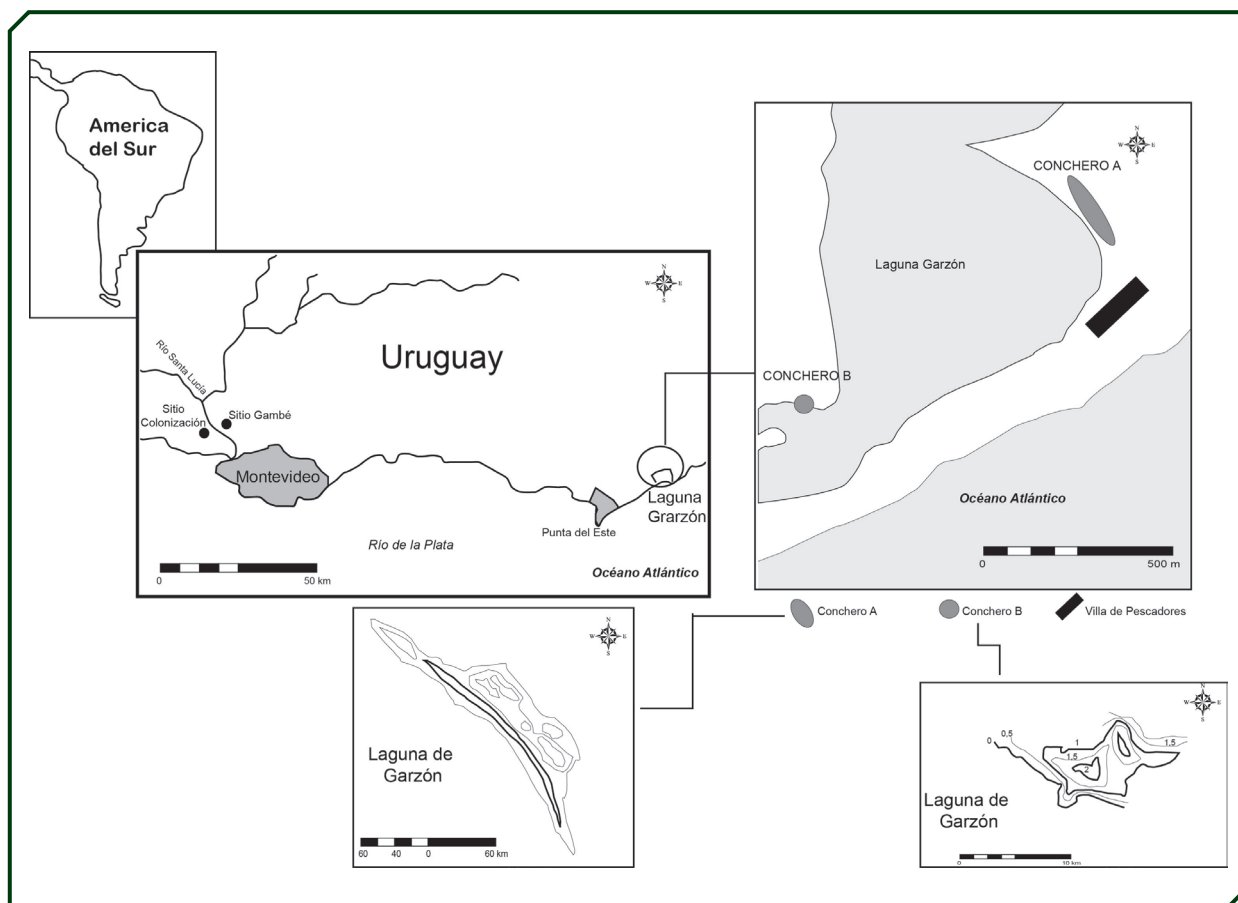 America
del Sur
N
W E
S
Uruguay
Río Santa Lucía
Sitio
Colonización
Sitio Gambé
Montevideo
Punta del Este
Laguna
Grarzón
Río de la Plata
Océano Atlántico
0 50 km
N
W E
S
CONCHERO A
Laguna Garzón
CONCHERO B
Océano Atlántico
0 500 m
Conchero A
Conchero B
Villa de Pescadores
N
W E
S
Laguna de
Garzón
60 40 0 60 km
N
W E
S
0
0,5
1
1,5
2
1,5
Laguna de
Garzón
0 10 km